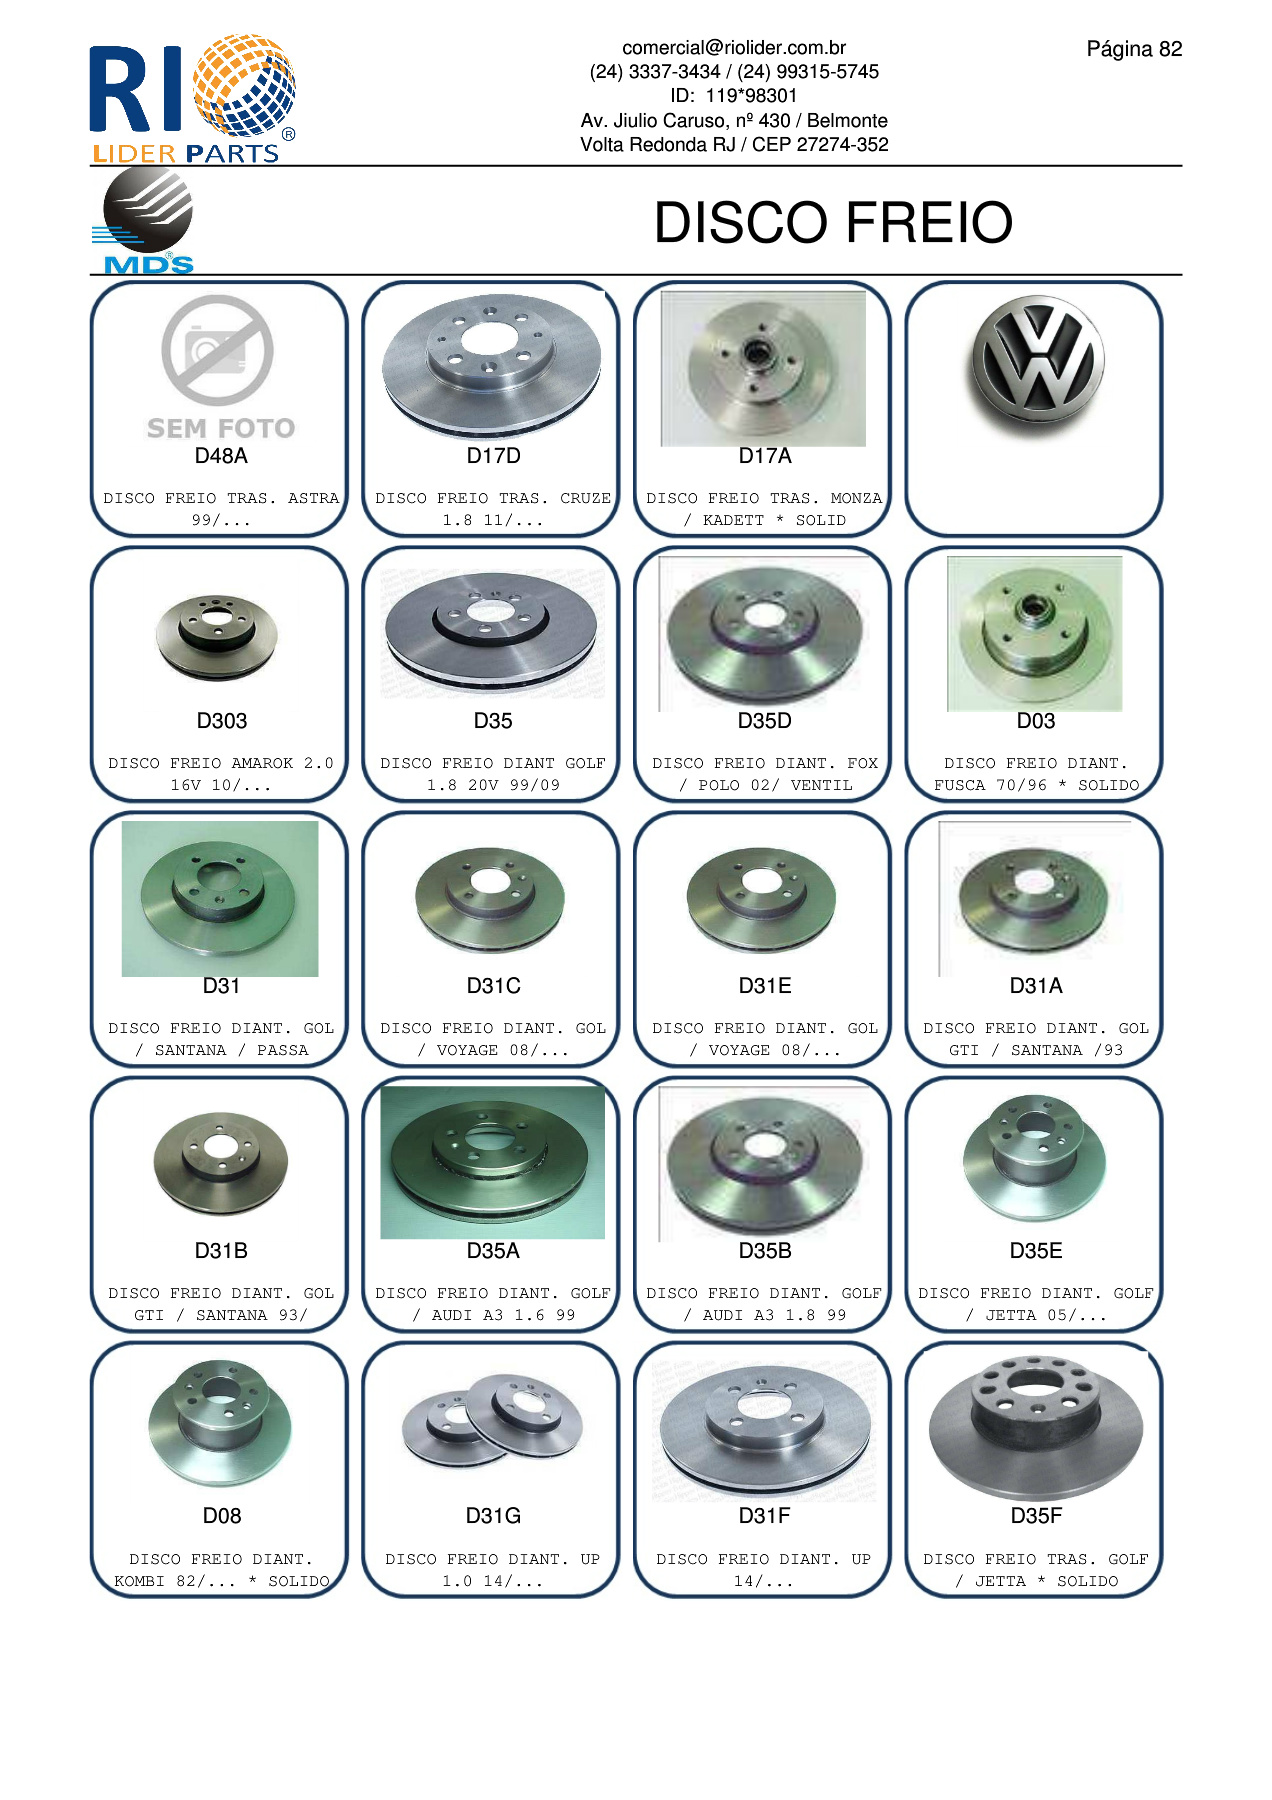 RIO
LIDER PARTS
®
comercial@riolider.com.br
(24) 3337-3434 / (24) 99315-5745
ID: 119*98301
Av. Jiulio Caruso, nº 430 / Belmonte
Volta Redonda RJ / CEP 27274-352
Página 82
MDS
®
DISCO FREIO
SEM FOTO
D48A
DISCO FREIO TRAS. ASTRA
99/...
D17D
DISCO FREIO TRAS. CRUZE
1.8 11/...
D17A
DISCO FREIO TRAS. MONZA
/ KADETT * SOLID
D303
DISCO FREIO AMAROK 2.0
16V 10/...
D35
DISCO FREIO DIANT GOLF
1.8 20V 99/09
D35D
DISCO FREIO DIANT. FOX
/ POLO 02/ VENTIL
D03
DISCO FREIO DIANT.
FUSCA 70/96 * SOLIDO
D31
DISCO FREIO DIANT. GOL
/ SANTANA / PASSA
D31C
DISCO FREIO DIANT. GOL
/ VOYAGE 08/...
D31E
DISCO FREIO DIANT. GOL
/ VOYAGE 08/...
D31A
DISCO FREIO DIANT. GOL
GTI / SANTANA /93
D31B
DISCO FREIO DIANT. GOL
GTI / SANTANA 93/
D35A
DISCO FREIO DIANT. GOLF
/ AUDI A3 1.6 99
D35B
DISCO FREIO DIANT. GOLF
/ AUDI A3 1.8 99
D35E
DISCO FREIO DIANT. GOLF
/ JETTA 05/...
D08
DISCO FREIO DIANT.
KOMBI 82/... * SOLIDO
D31G
DISCO FREIO DIANT. UP
1.0 14/...
D31F
DISCO FREIO DIANT. UP
14/...
D35F
DISCO FREIO TRAS. GOLF
/ JETTA * SOLIDO